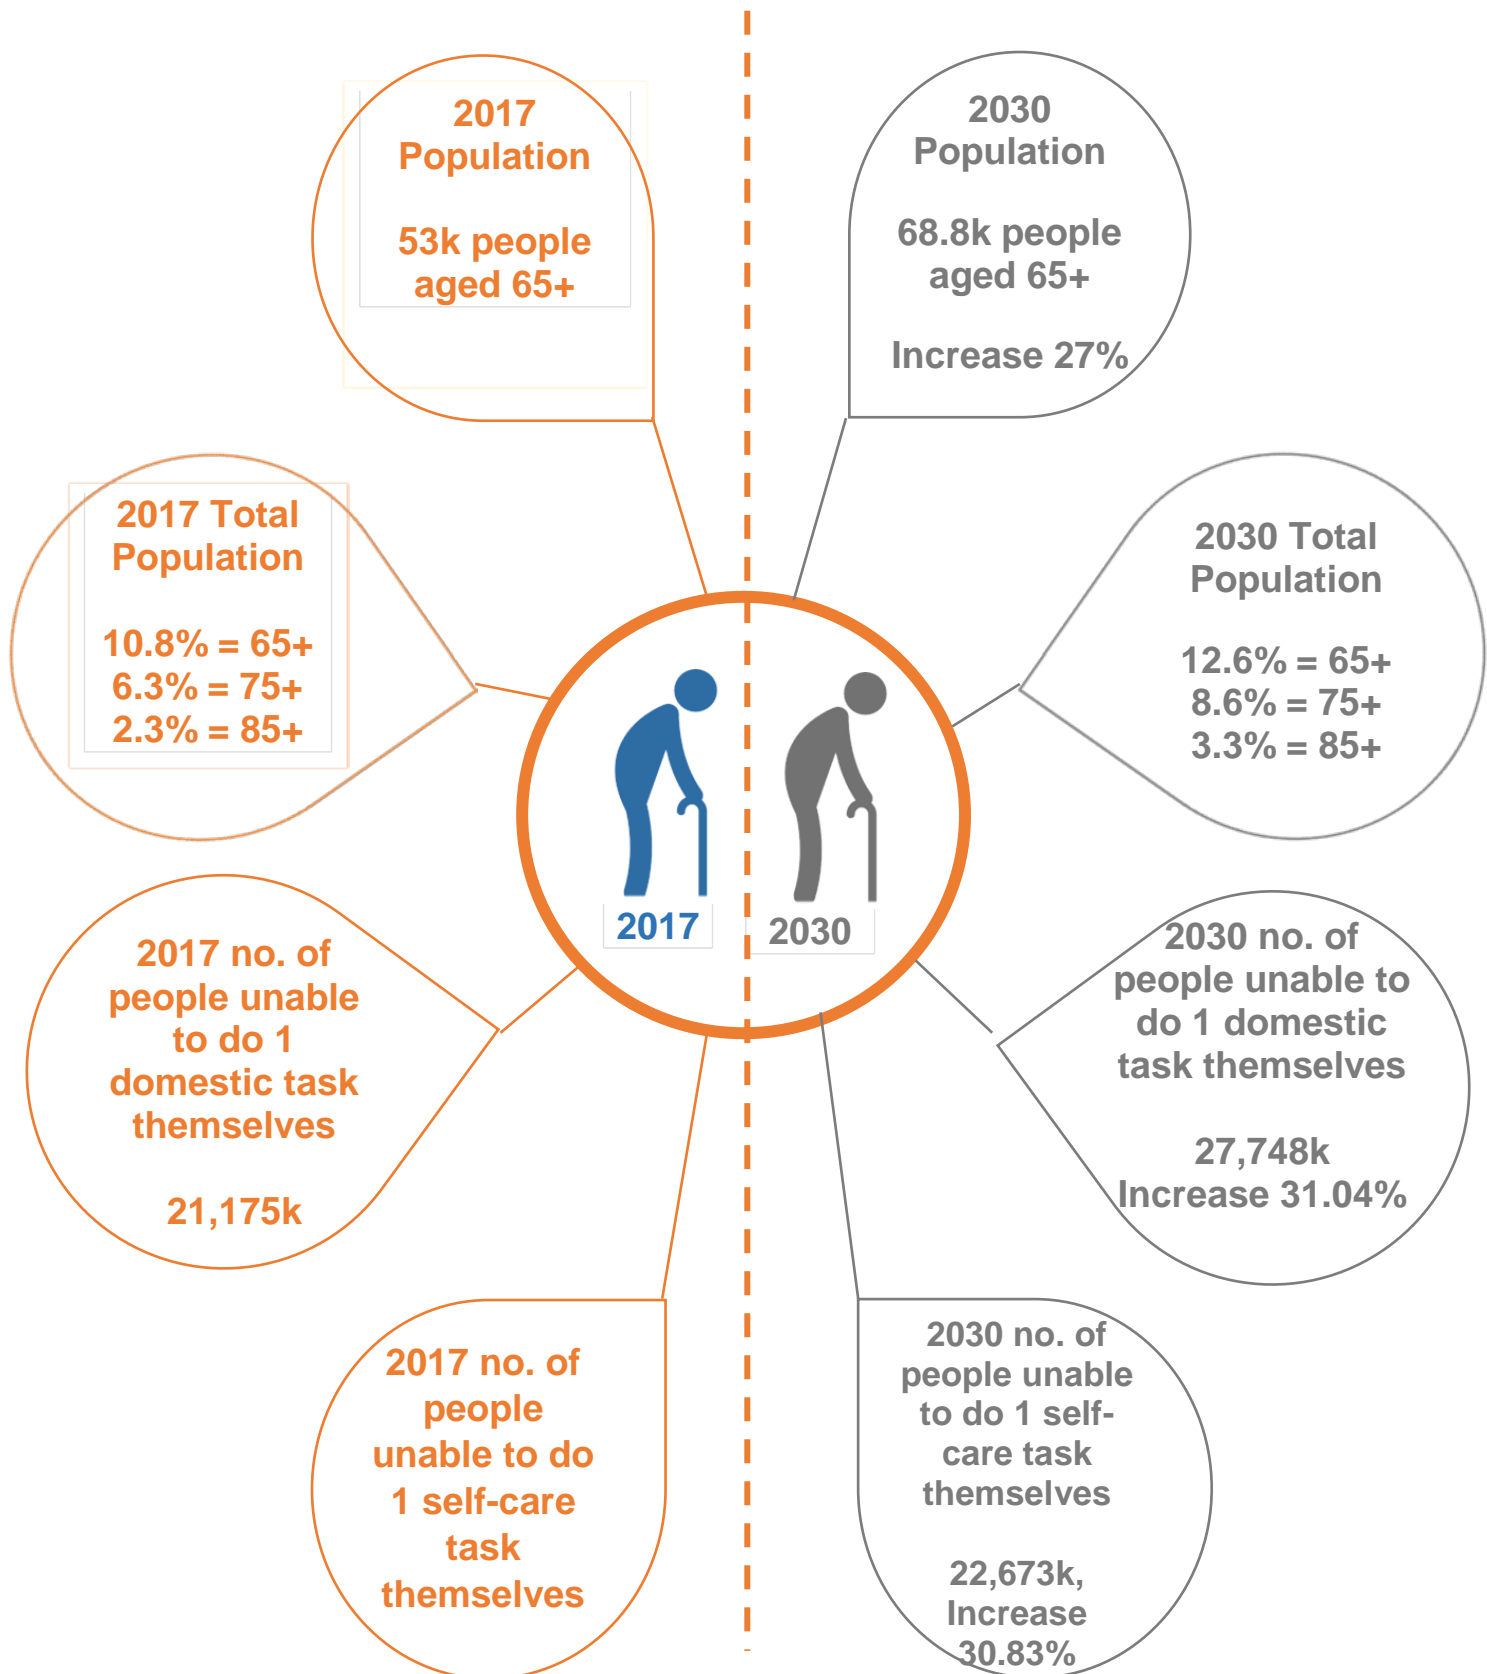 2017
Population
53k people
aged 65+
2030
Population
68.8k people
aged 65+
Increase 27%
2017 Total
Population
10.8% = 65+
6.3% = 75+
2.3% = 85+
2030 Total
Population
12.6% = 65+
8.6% = 75+
3.3% = 85+
2017
2030
2017 no. of
people unable
to do 1
domestic task
themselves
21,175k
2030 no. of
people unable to
do 1 domestic
task themselves
27,748k
Increase 31.04%
2017 no. of
people
unable to do
1 self-care
task
themselves
2030 no. of
people unable
to do 1 self-
care task
themselves
22,673k,
Increase
30.83%